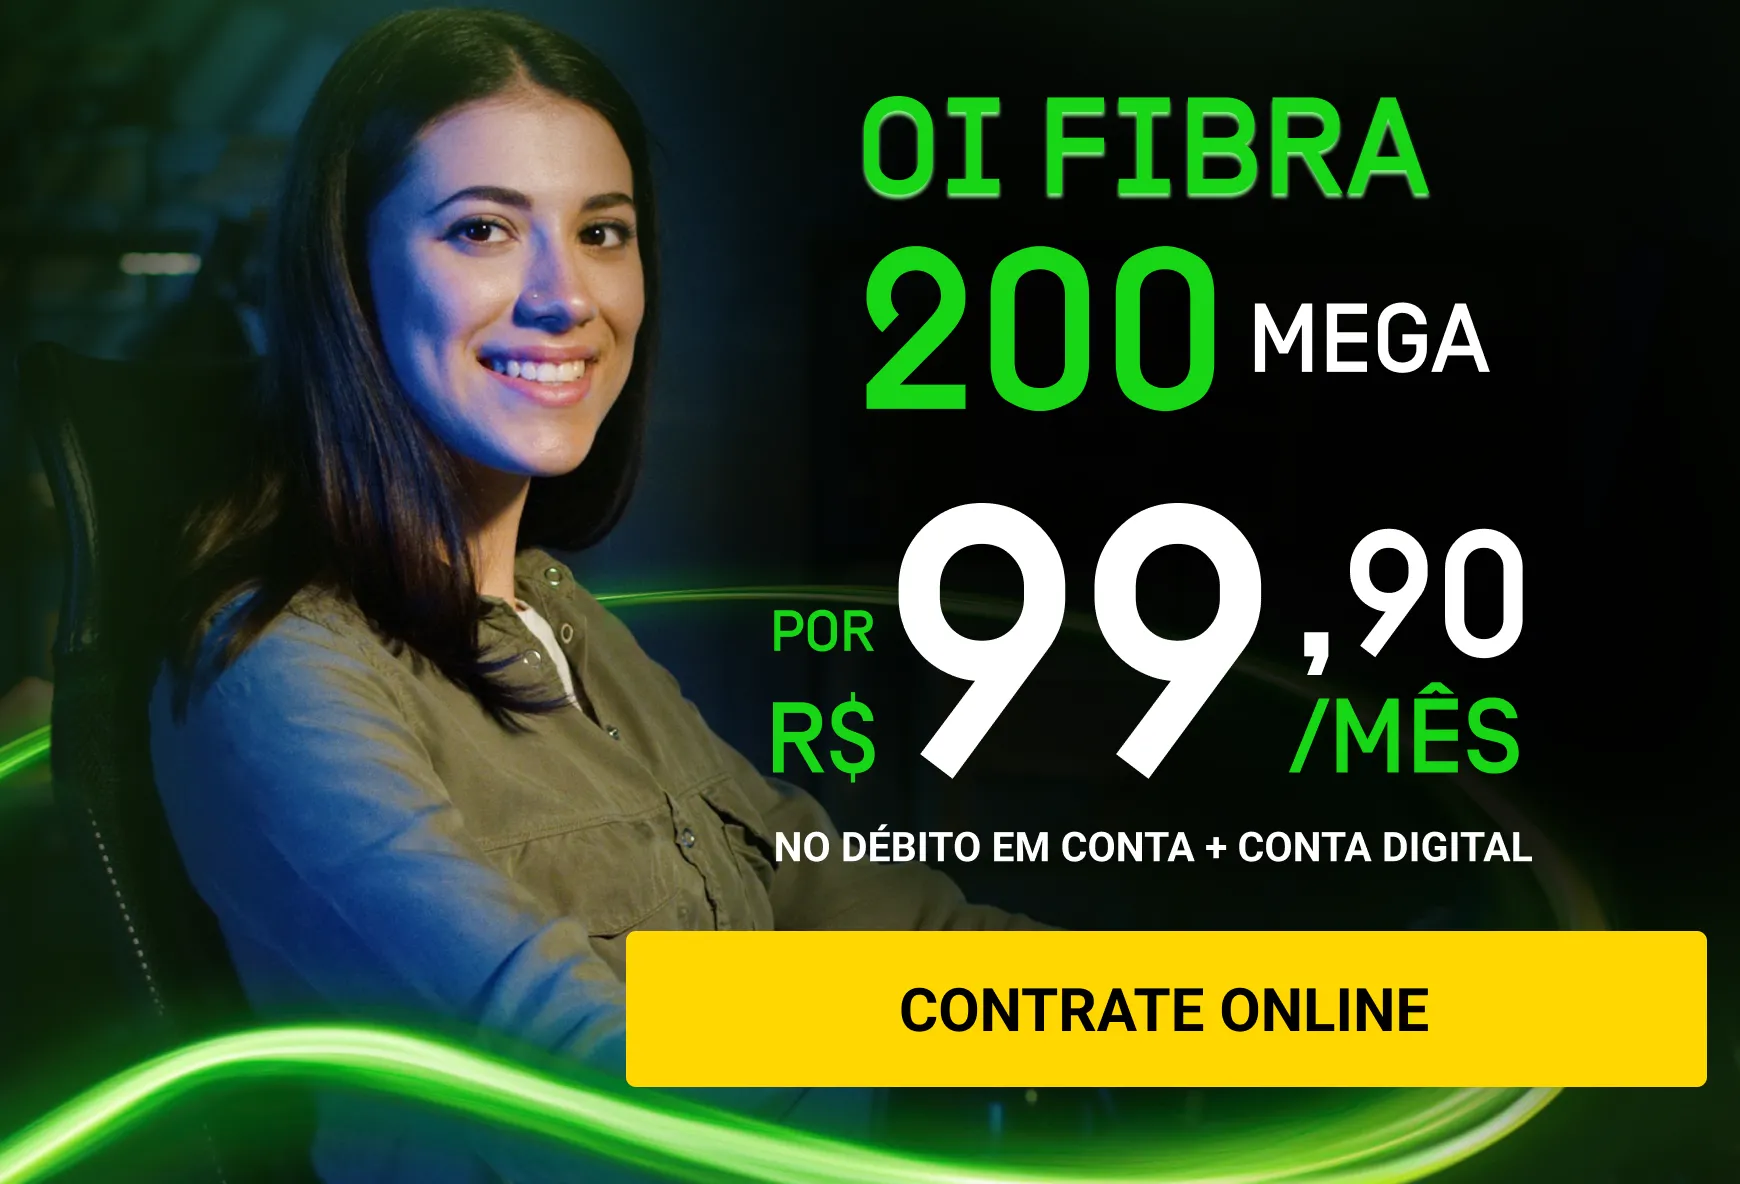 OI FIBRA
200 MEGA
POR
R$ 99,90
/MÊS
NO DÉBITO EM CONTA + CONTA DIGITAL
CONTRATE ONLINE